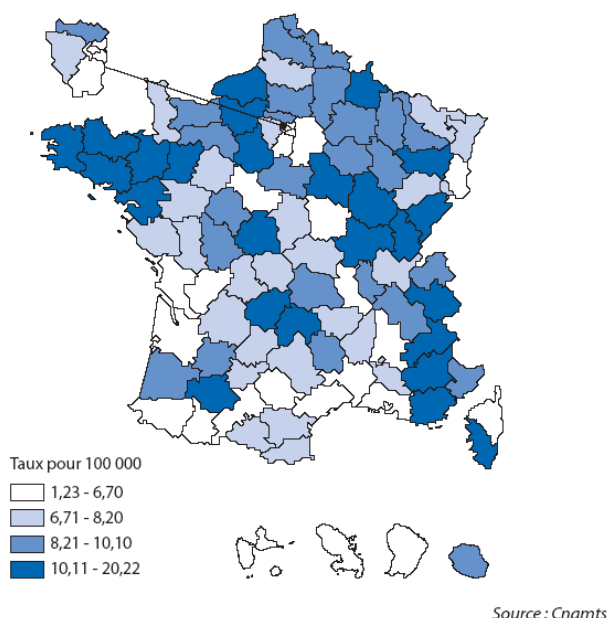 Taux pour 100 000
1,23 - 6,70
6,71 - 8,20
8,21 - 10,10
10,11 - 20,22
Source : Cnamts